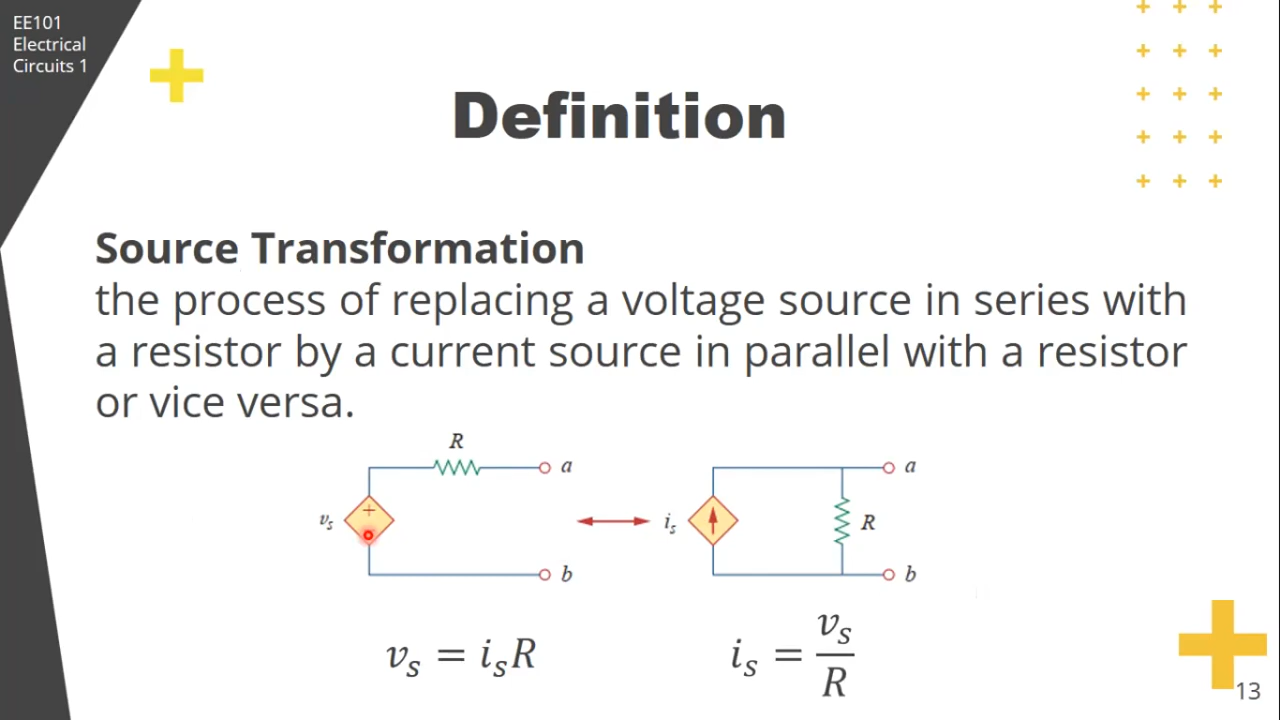 EE101
Electrical
Circuits 1
Definition
Source Transformation
the process of replacing a voltage source in series with
a resistor by a current source in parallel with a resistor
or vice versa.
R
a
v_s
+
b
i_s
a
R
b
v_s = i_s R
i_s = v_s / R
13